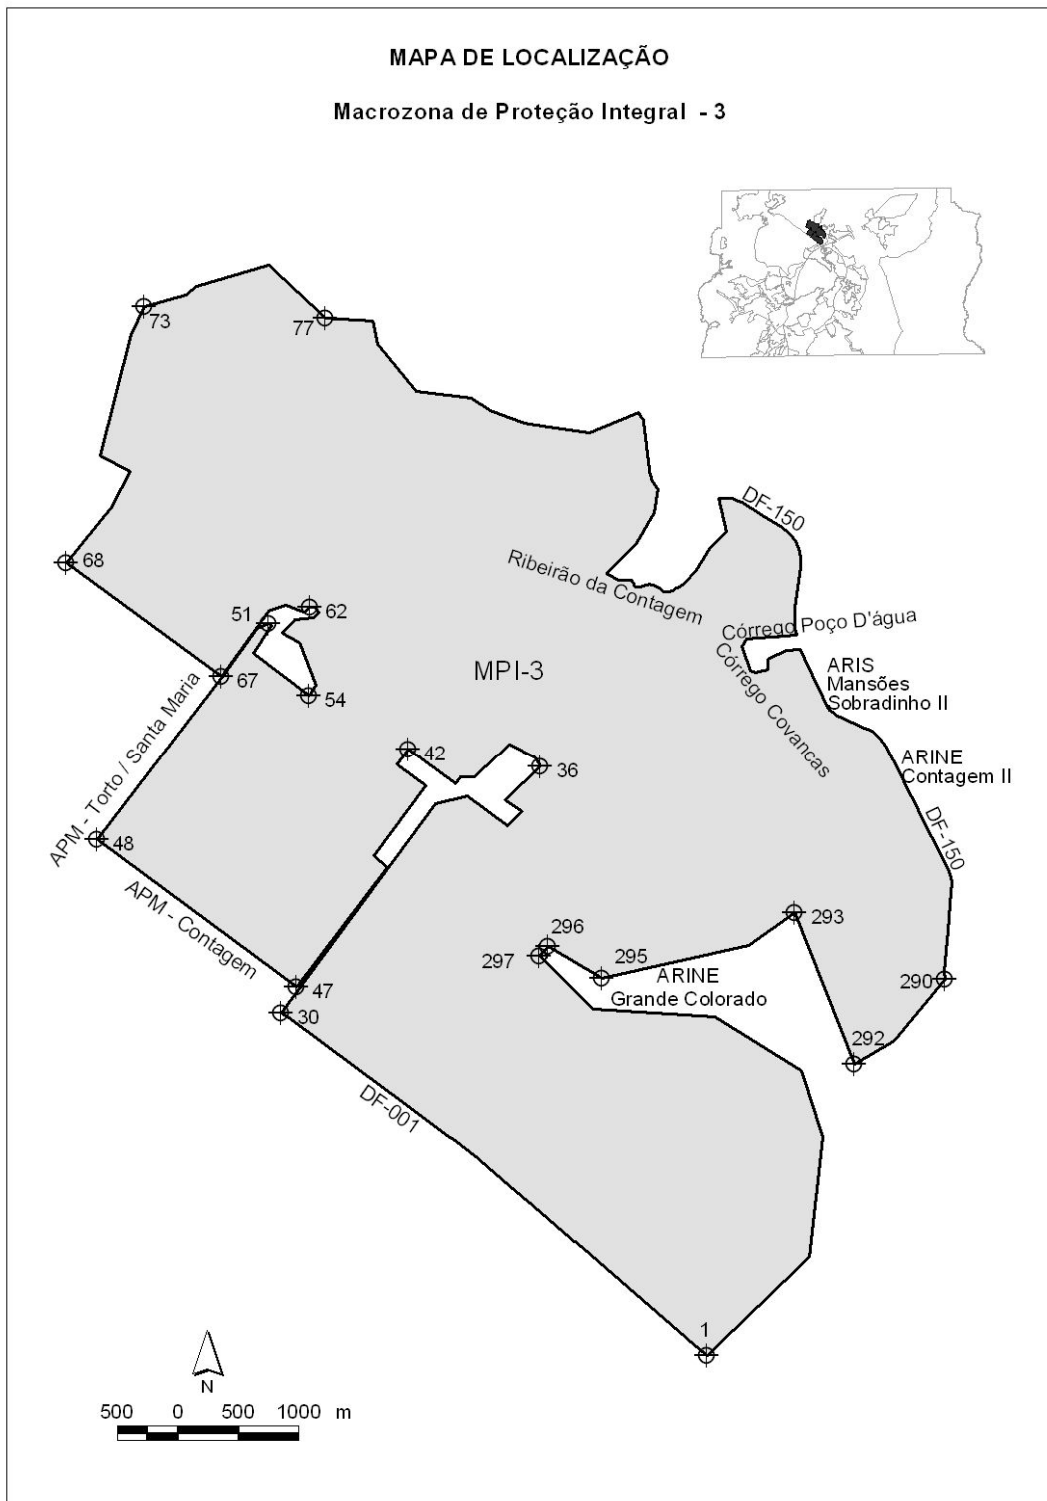 MAPA DE LOCALIZAÇÃO
Macrozona de Proteção Integral - 3
73
77
DF-150
68
Ribeirão da Contagem
62
51
Córrego Poço D'água
67
54
MPI-3
Córrego Covancas
ARIS
Mansões
Sobradinho II
APM - Torto / Santa Maria
42
36
ARINE
Contagem II
48
DF-150
APM - Contagem
293
296
297
295
ARINE
Grande Colorado
290
47
30
292
DF-001
1
N
500 0 500 1000 m